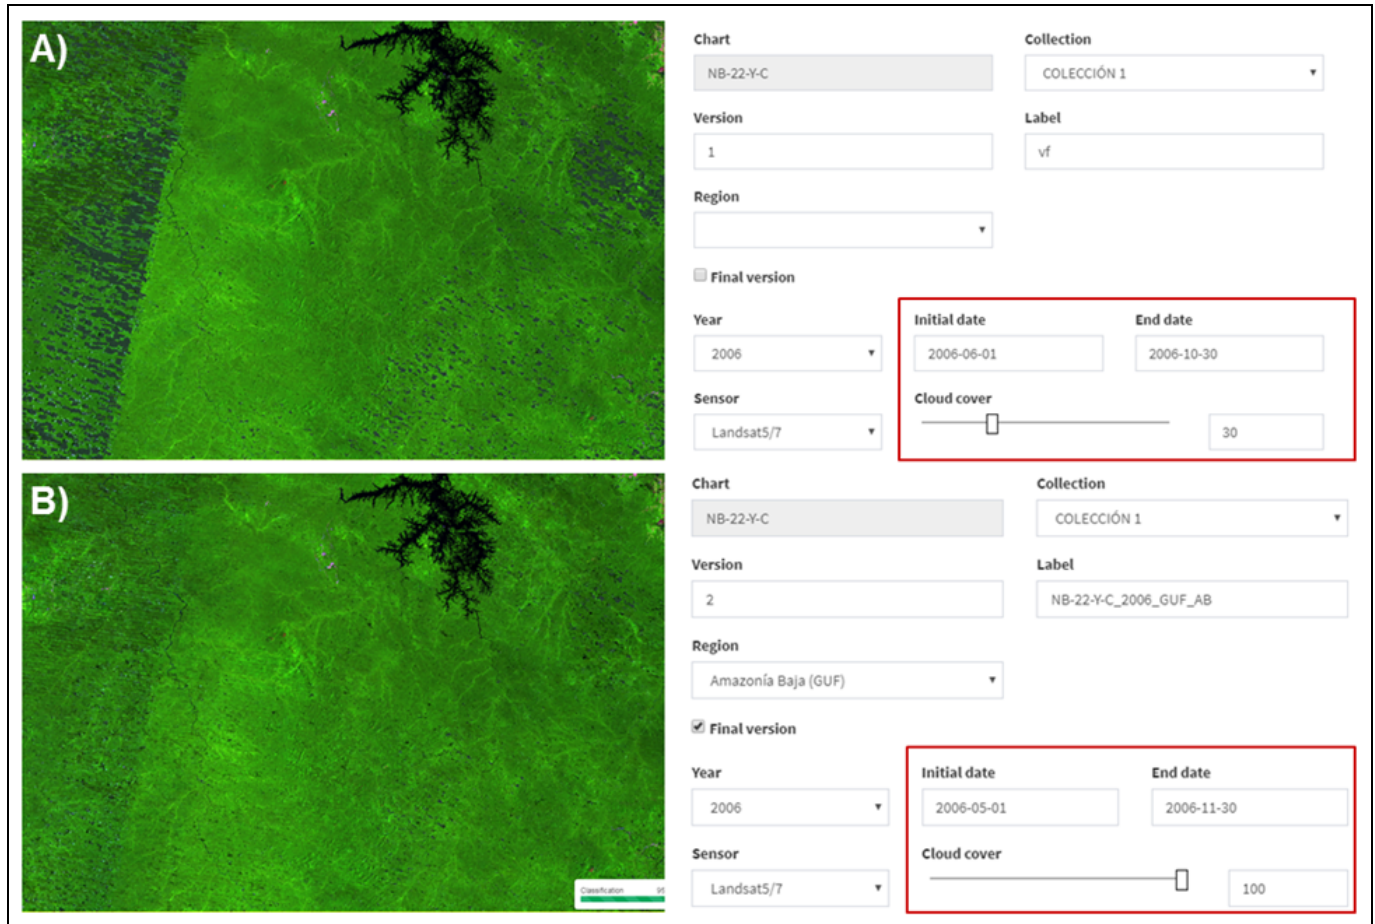 A)
Chart
Collection
NB-22-Y-C
COLECCIÓN 1
Version
Label
1
vf
Region
Final version
Year
Initial date
End date
2006
2006-06-01
2006-10-30
Sensor
Cloud cover
Landsat5/7
30
B)
Chart
Collection
NB-22-Y-C
COLECCIÓN 1
Version
Label
2
NB-22-Y-C_2006_GUF_AB
Region
Amazonía Baja (GUF)
Final version
Year
Initial date
End date
2006
2006-05-01
2006-11-30
Sensor
Cloud cover
Landsat5/7
100
Classification